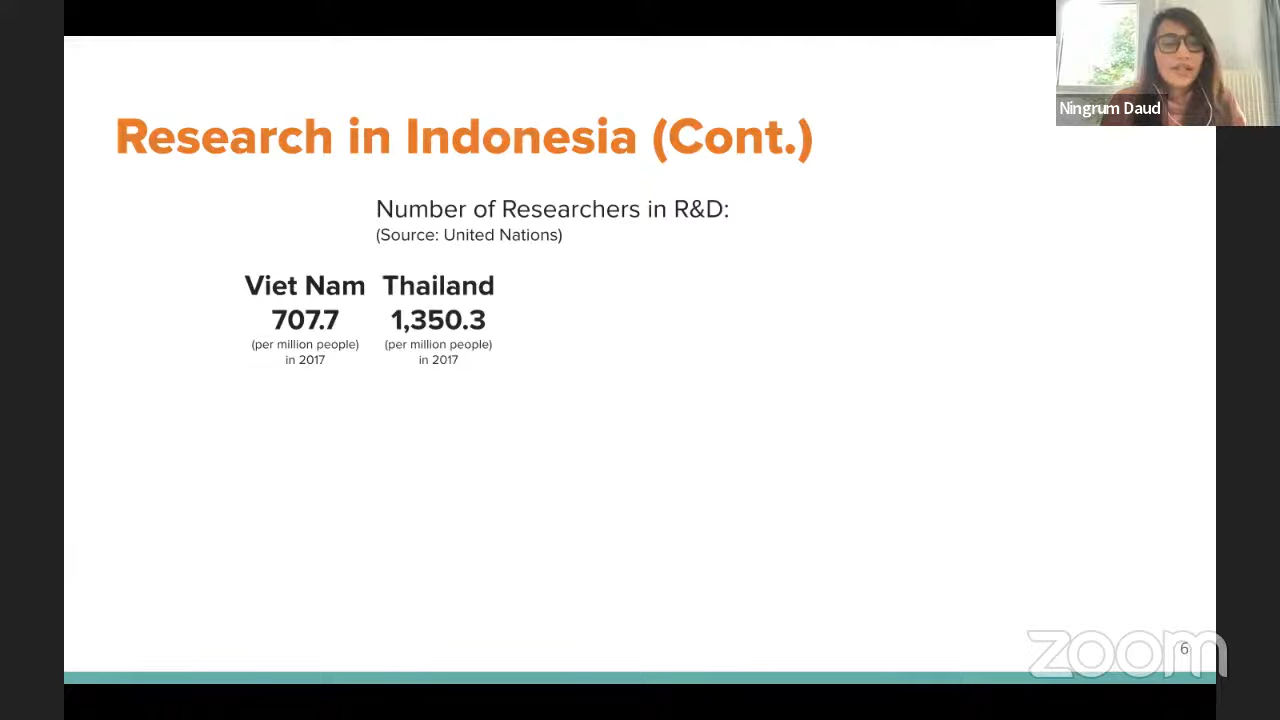 Ningrum Daud
Research in Indonesia (Cont.)
Number of Researchers in R&D:
(Source: United Nations)
Viet Nam
707.7
(per million people)
in 2017
Thailand
1,350.3
(per million people)
in 2017
6
zoom